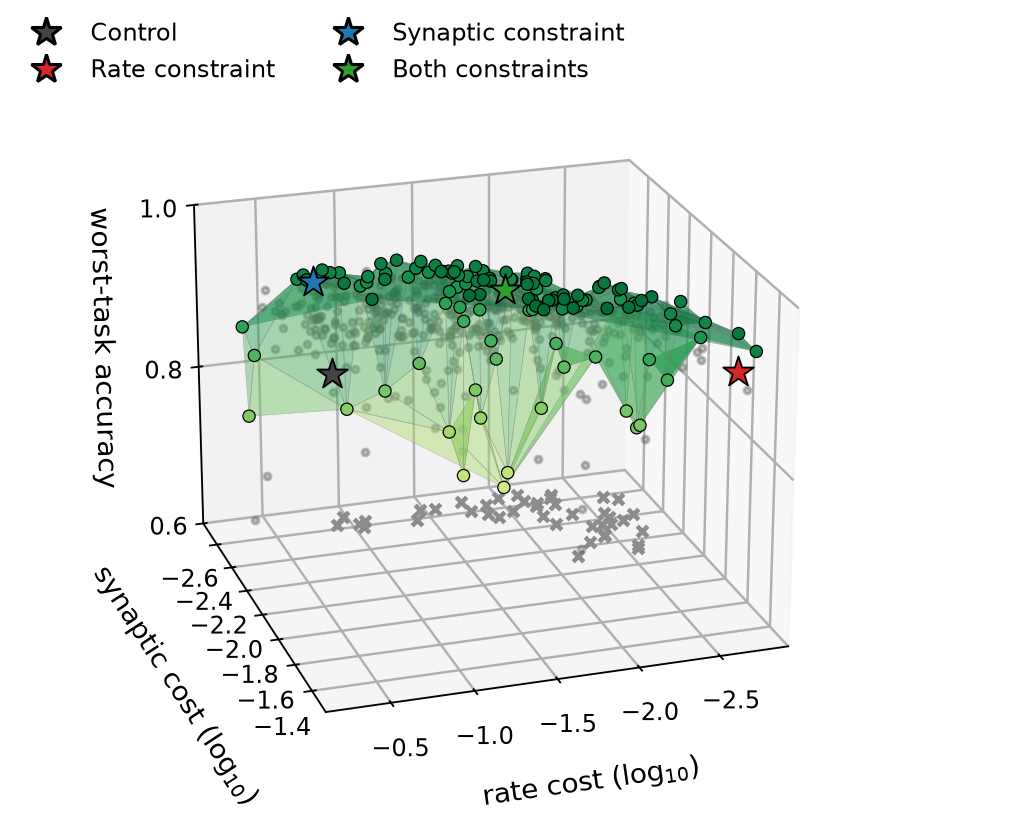 Control
Rate constraint
Synaptic constraint
Both constraints
worst-task accuracy
1.0
0.8
0.6
synaptic cost (log₁₀)
−2.6
−2.4
−2.2
−2.0
−1.8
−1.6
−1.4
−0.5
−1.0
−1.5
−2.0
−2.5
rate cost (log₁₀)